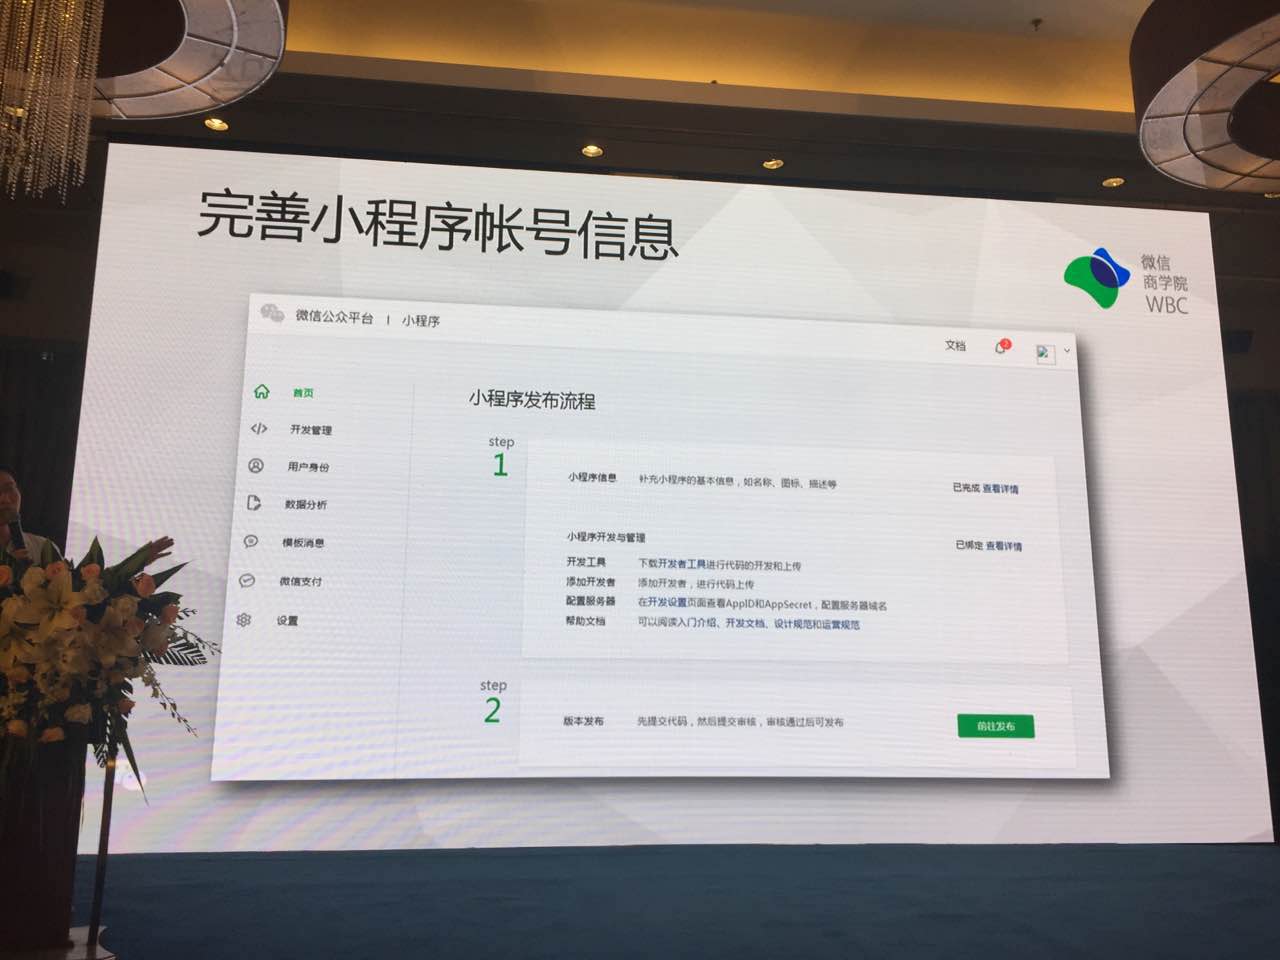 完善小程序帐号信息
微信
商学院
WBC
微信公众平台 | 小程序
文档
2
首页
开发管理
用户身份
数据分析
模板消息
微信支付
设置
小程序发布流程
step
1
小程序信息 补充小程序的基本信息，如名称、图标、描述等 已完成 查看详情
小程序开发与管理 已绑定 查看详情
开发工具 下载开发者工具进行代码的开发和上传
添加开发者 添加开发者，进行代码上传
配置服务器 在开发设置页面查看AppID和AppSecret，配置服务器域名
帮助文档 可以阅读入门介绍、开发文档、设计规范和运营规范
step
2
版本发布 先提交代码，然后提交审核，审核通过后可发布 前往发布